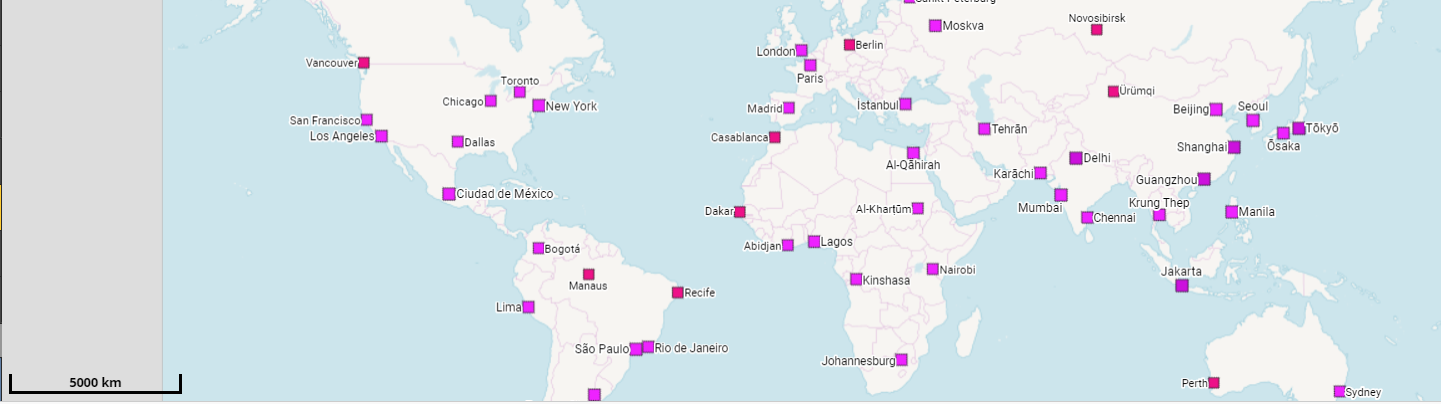 Sankt-Peterburg
Moskva
Novosibirsk
Berlin
London
Vancouver
Paris
Toronto
Ürümqi
Chicago
New York
Madrid
Istanbul
Beijing
Seoul
San Francisco
Los Angeles
Dallas
Casablanca
Tehrān
Tōkyō
Ōsaka
Shanghai
Al-Qāhirah
Delhi
Karāchi
Guangzhou
Ciudad de México
Mumbai
Krung Thep
Dakar
Al-Khartūm
Chennai
Manila
Bogotá
Abidjan
Lagos
Nairobi
Jakarta
Manaus
Kinshasa
Recife
Lima
São Paulo
Rio de Janeiro
Johannesburg
5000 km
Perth
Sydney